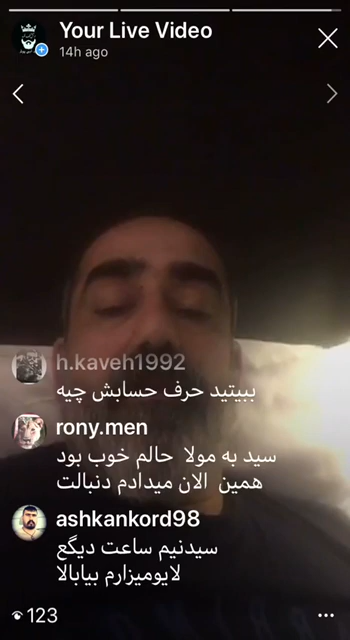 Your Live Video
14h ago
h.kaveh1992
ببیتید حرف حسابش چیه
rony.men
سید به مولا حالم خوب بود
همین الان میدادم دنبالت
ashkankord98
سیدنیم ساعت دیگع
لایومیزارم بیابالا
123